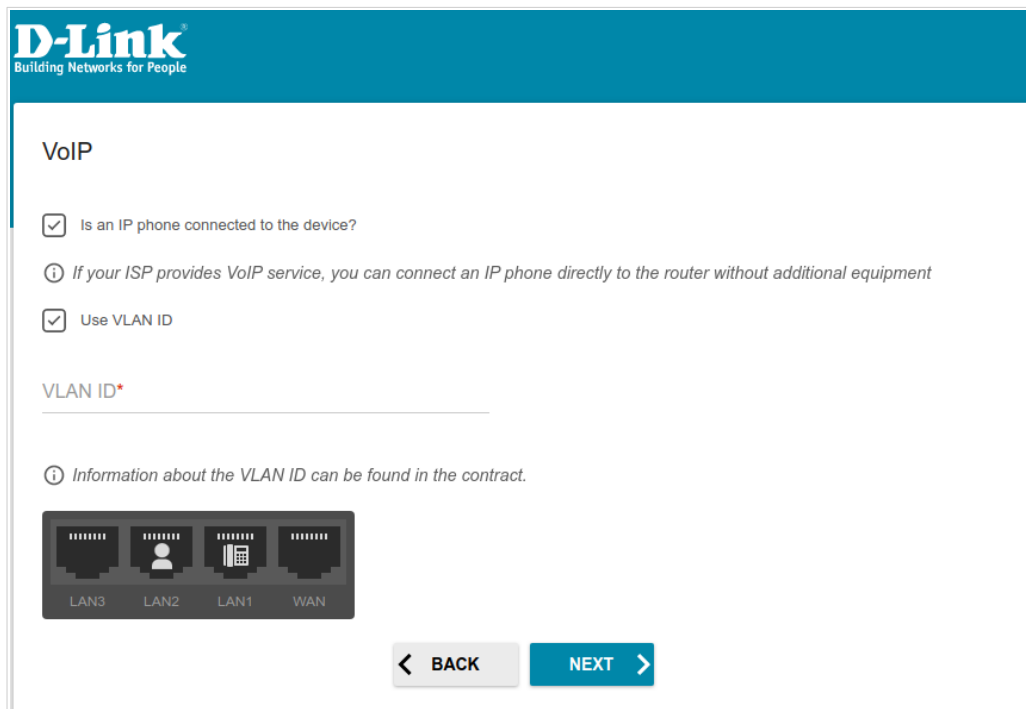 D-Link®
Building Networks for People
VoIP
Is an IP phone connected to the device?
If your ISP provides VoIP service, you can connect an IP phone directly to the router without additional equipment
Use VLAN ID
VLAN ID*
Information about the VLAN ID can be found in the contract.
LAN3 LAN2 LAN1 WAN
BACK NEXT